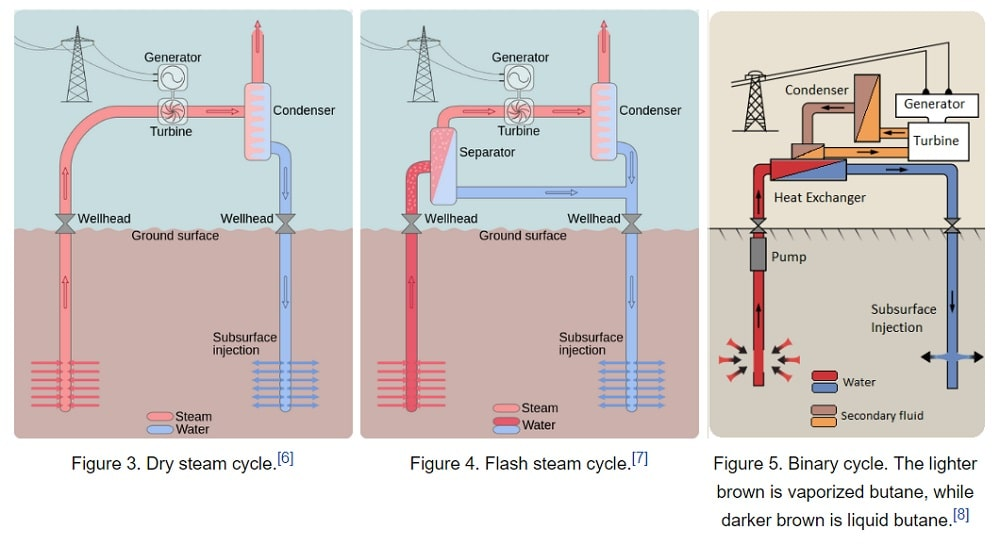 Generator
Turbine
Condenser
Wellhead
Wellhead
Ground surface
Subsurface
injection
Steam
Water
Figure 3. Dry steam cycle.[6]
Generator
Turbine
Condenser
Separator
Wellhead
Wellhead
Ground surface
Subsurface
injection
Steam
Water
Figure 4. Flash steam cycle.[7]
Condenser
Generator
Turbine
Heat Exchanger
Pump
Subsurface
Injection
Water
Secondary fluid
Figure 5. Binary cycle. The lighter
brown is vaporized butane, while
darker brown is liquid butane.[8]